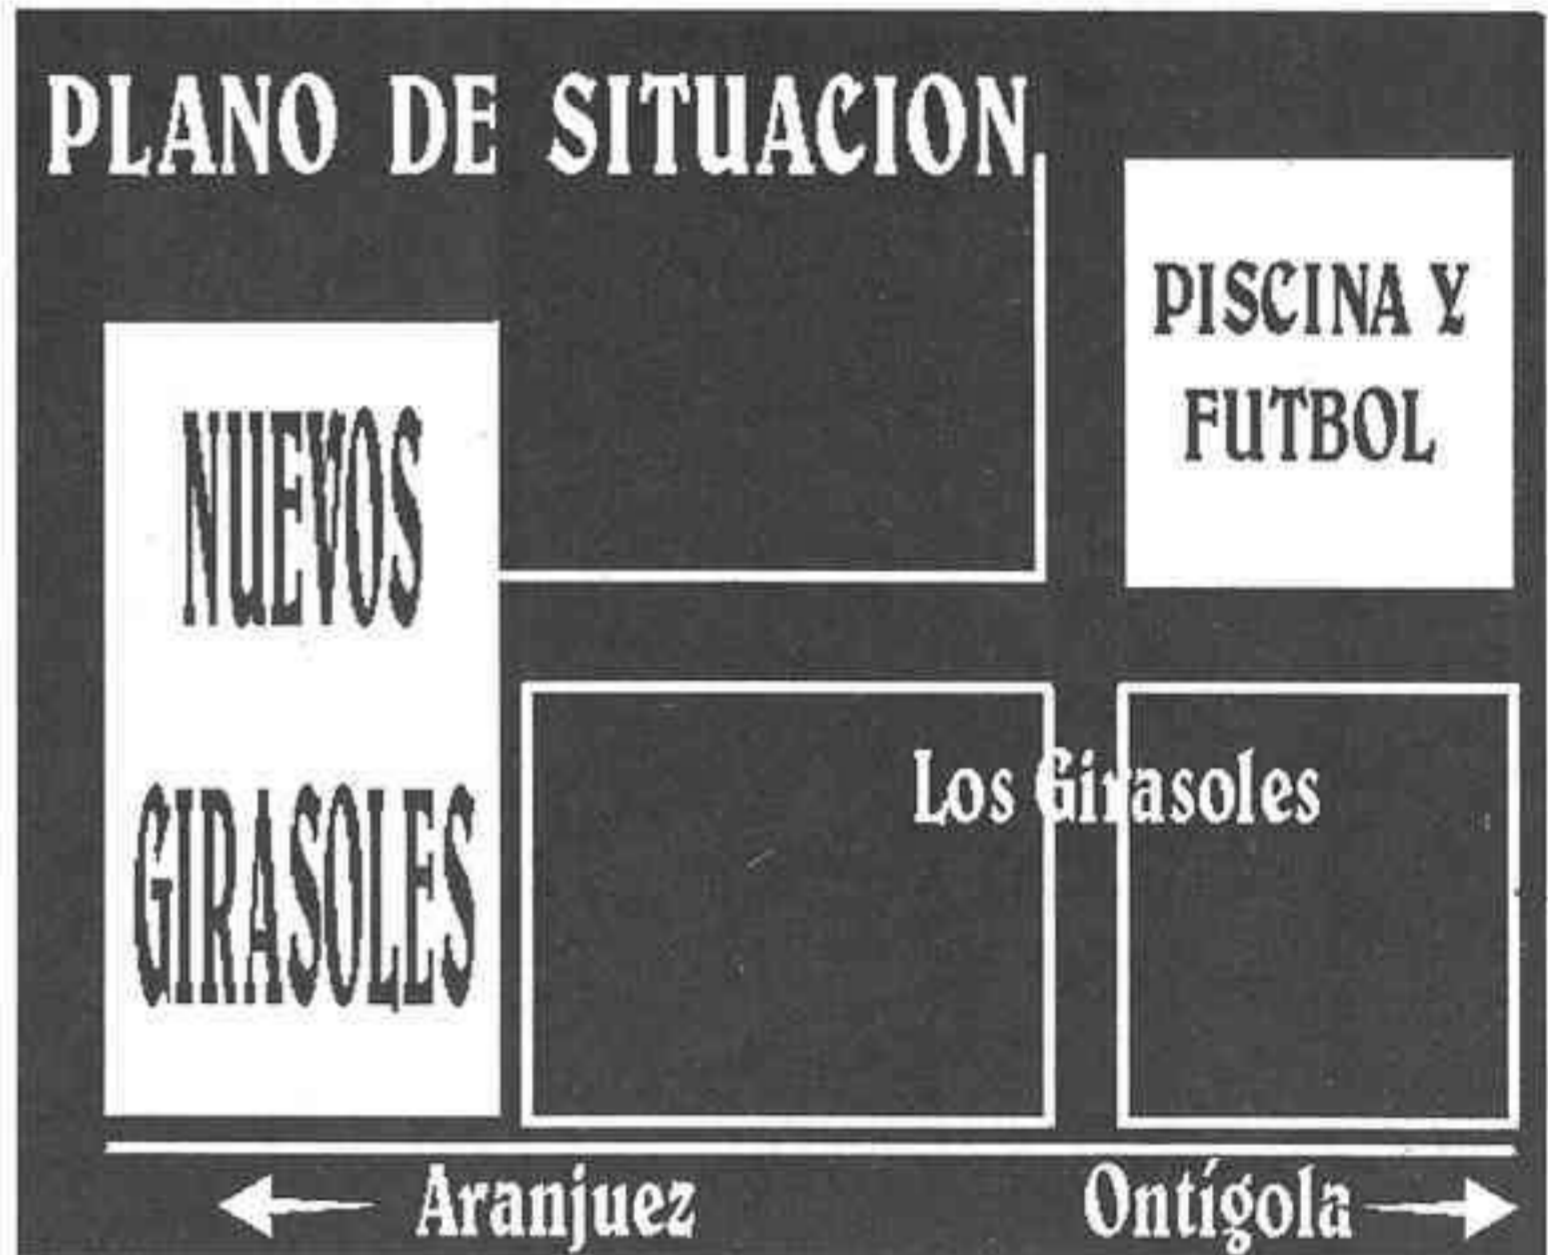 PLANO DE SITUACION
PISCINA Y
FUTBOL
NUEVOS
GIRASOLES
Los Girasoles
Aranjuez
Ontígola